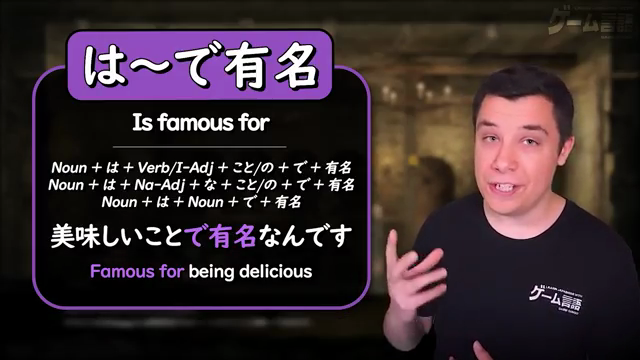 は～で有名
Is famous for
Noun + は + Verb/I-Adj + こと/の + で + 有名
Noun + は + Na-Adj + な + こと/の + で + 有名
Noun + は + Noun + で + 有名
美味しいことで有名なんです
Famous for being delicious
ゲーム言語
ゲーム言語